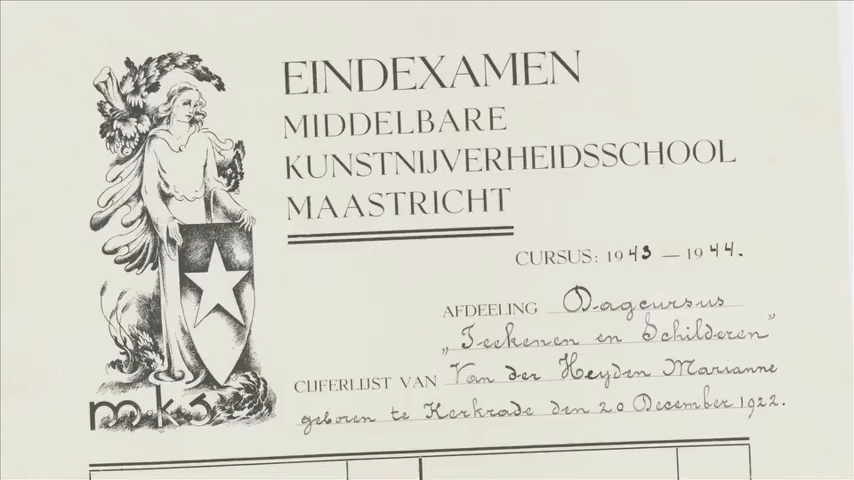 EINDEXAMEN
MIDDELBARE
KUNSTNIJVERHEIDSSCHOOL
MAASTRICHT
CURSUS: 1943 — 1944.
AFDEELING Dagcursus
„Teekenen en Schilderen”
CIJFERLIJST VAN Van der Heyden Marianne
geboren te Kerkrade den 20 December 1922.
mks